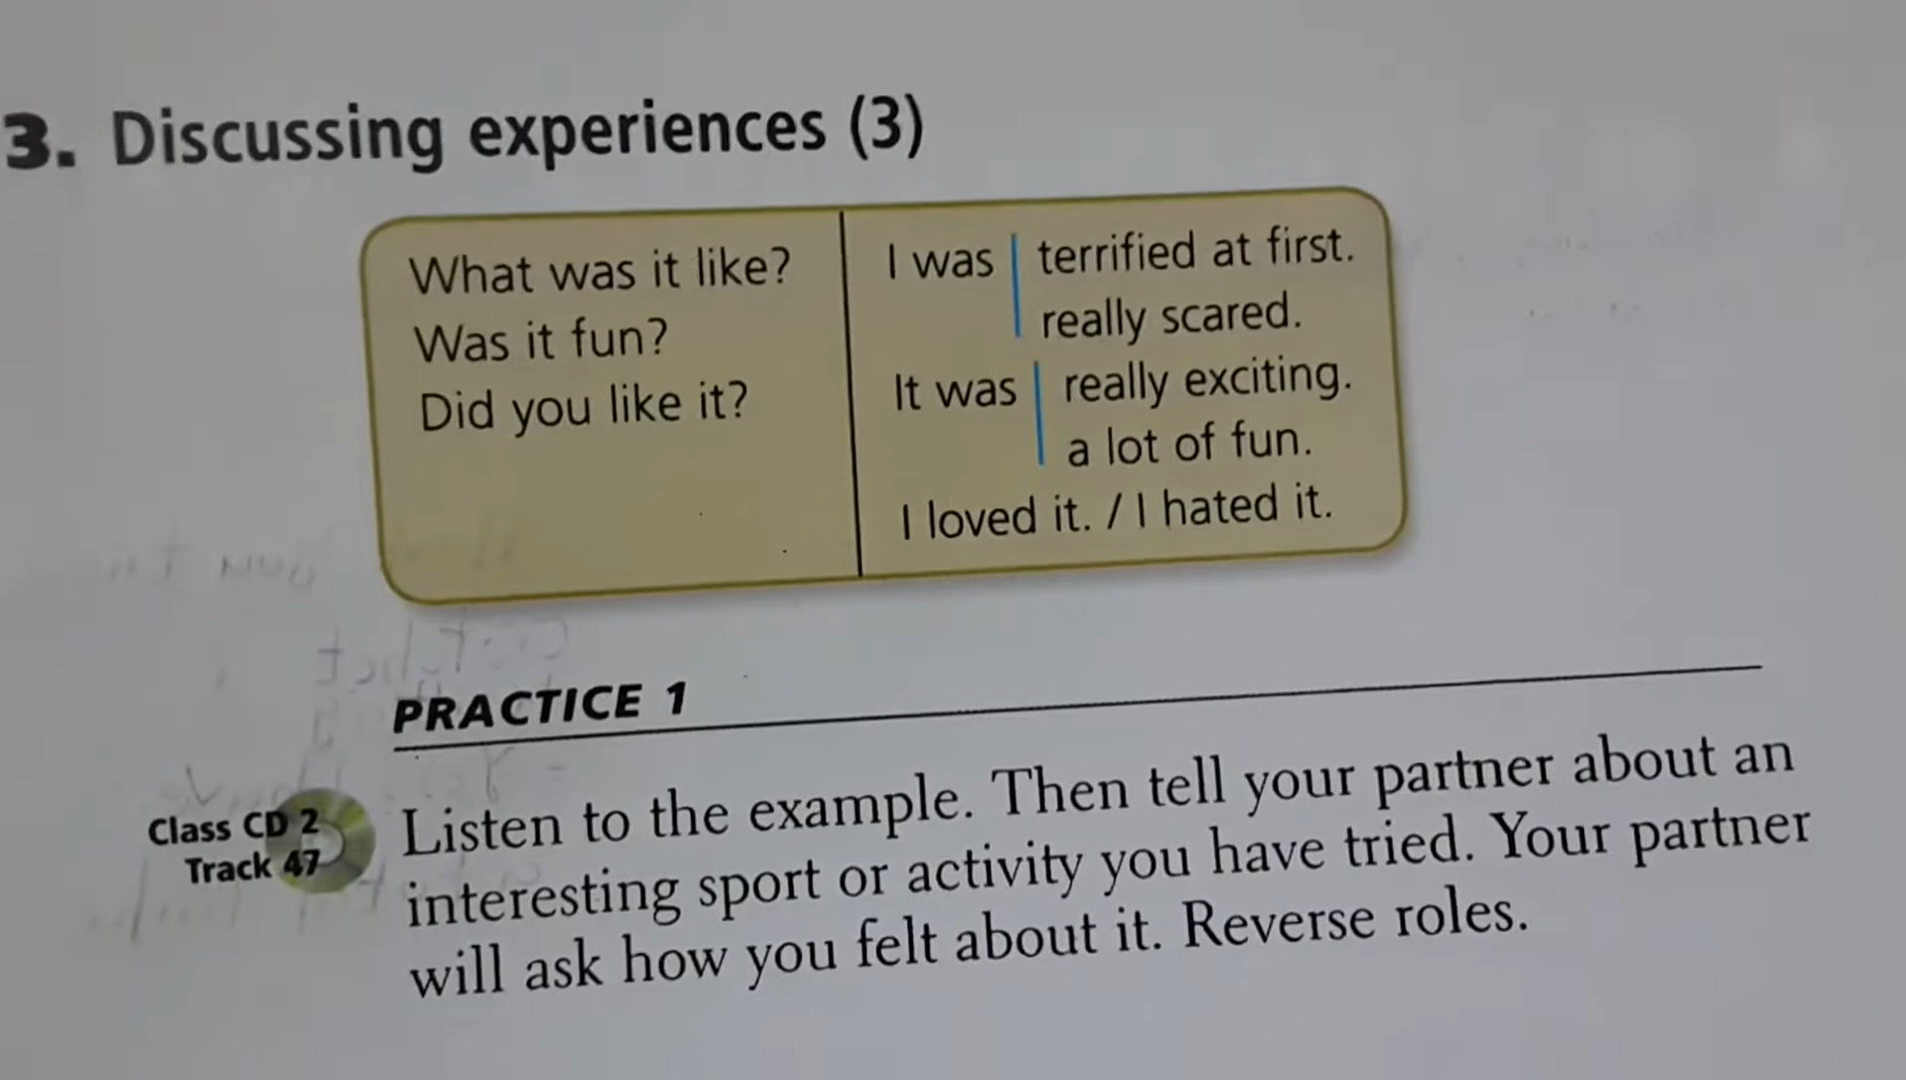 3. Discussing experiences (3)
What was it like?
Was it fun?
Did you like it?
I was
terrified at first.
really scared.
It was
really exciting.
a lot of fun.
I loved it. / I hated it.
PRACTICE 1
Class CD 2
Track 47
Listen to the example. Then tell your partner about an
interesting sport or activity you have tried. Your partner
will ask how you felt about it. Reverse roles.